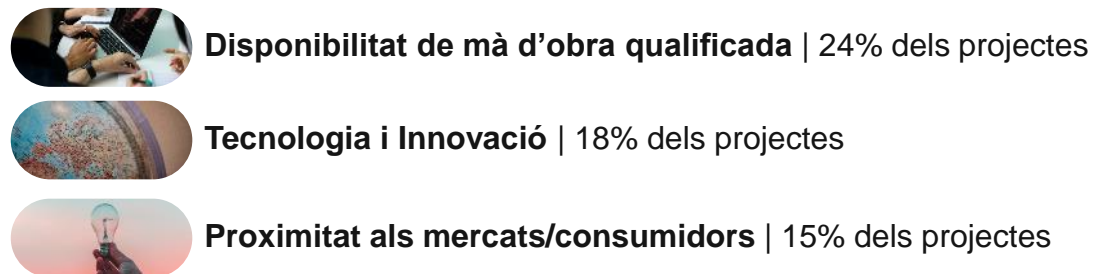 Disponibilitat de mà d’obra qualificada | 24% dels projectes
Tecnologia i Innovació | 18% dels projectes
Proximitat als mercats/consumidors | 15% dels projectes